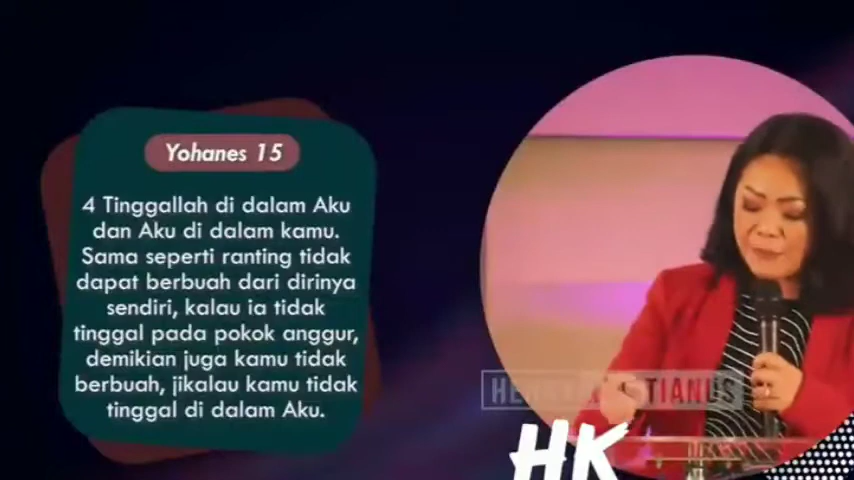 Yohanes 15
4 Tinggallah di dalam Aku
dan Aku di dalam kamu.
Sama seperti ranting tidak
dapat berbuah dari dirinya
sendiri, kalau ia tidak
tinggal pada pokok anggur,
demikian juga kamu tidak
berbuah, jikalau kamu tidak
tinggal di dalam Aku.
HK